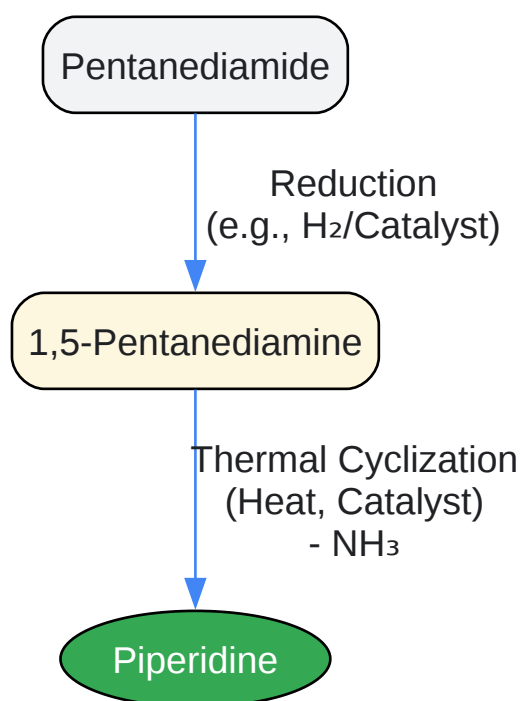 Pentanediamide
Reduction
(e.g., H₂/Catalyst)
1,5-Pentanediamine
Thermal Cyclization
(Heat, Catalyst)
- NH₃
Piperidine